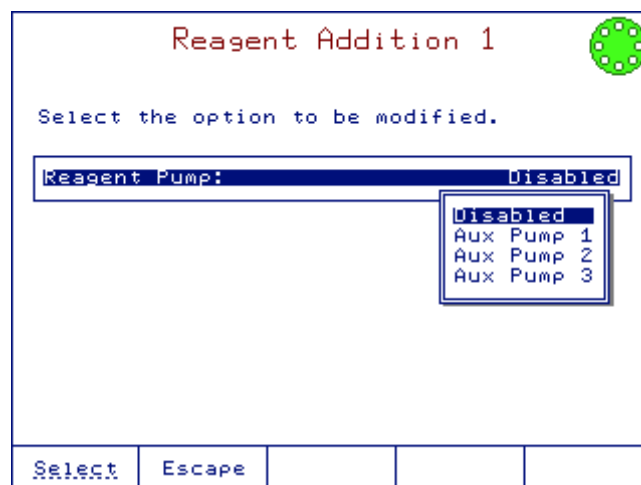 Reagent Addition 1
Select the option to be modified.
Reagent Pump: Disabled
Disabled
Aux Pump 1
Aux Pump 2
Aux Pump 3
Select Escape